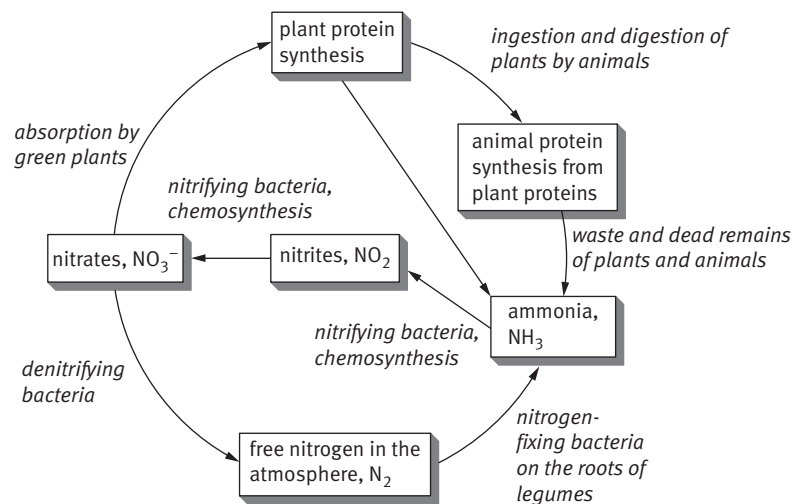 plant protein
synthesis
ingestion and digestion of
plants by animals
absorption by
green plants
animal protein
synthesis from
plant proteins
nitrifying bacteria,
chemosynthesis
waste and dead remains
of plants and animals
nitrates, NO₃⁻
nitrites, NO₂
ammonia,
NH₃
nitrifying bacteria,
chemosynthesis
denitrifying
bacteria
free nitrogen in the
atmosphere, N₂
nitrogen-
fixing bacteria
on the roots of
legumes